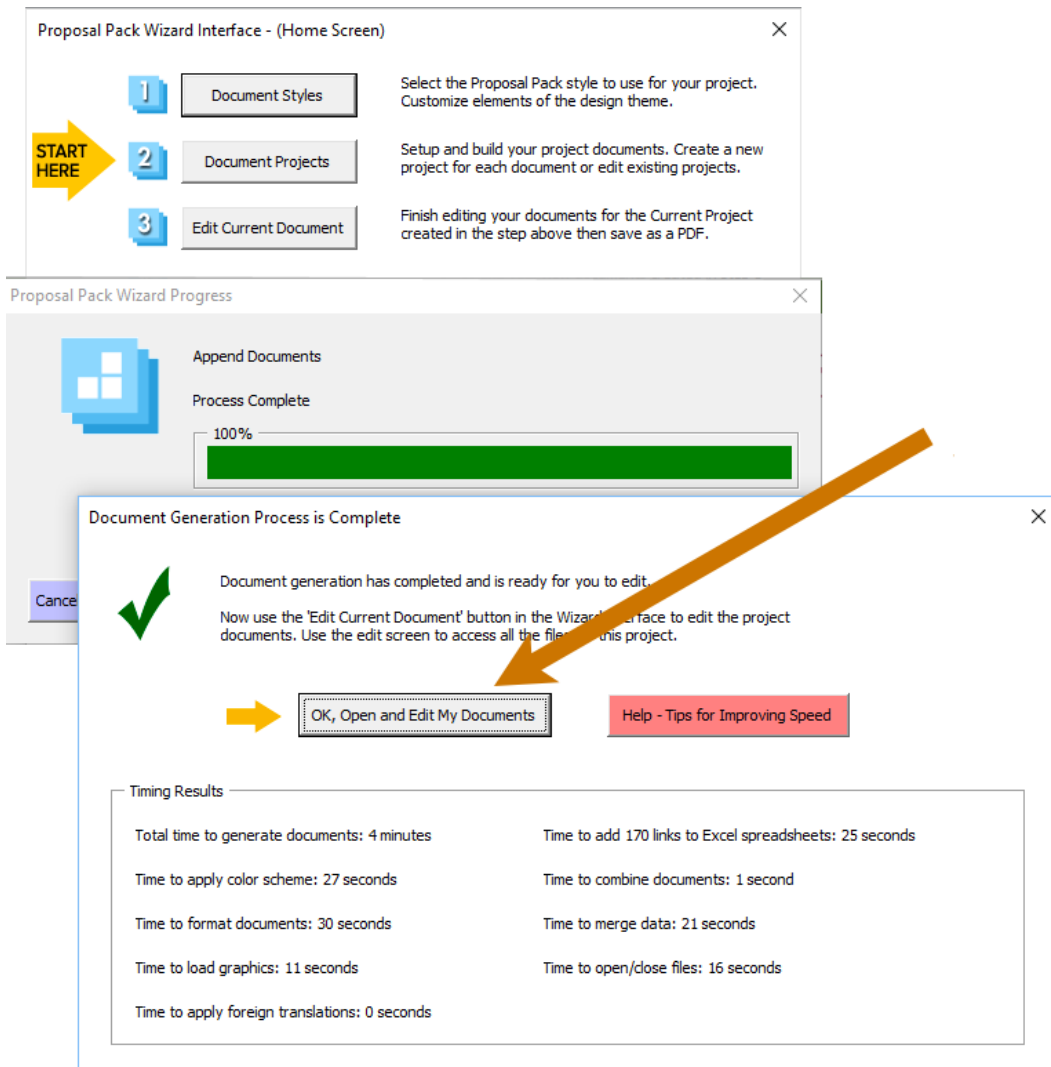 Proposal Pack Wizard Interface - (Home Screen)
1
Document Styles
Select the Proposal Pack style to use for your project.
Customize elements of the design theme.
START
HERE
2
Document Projects
Setup and build your project documents. Create a new
project for each document or edit existing projects.
3
Edit Current Document
Finish editing your documents for the Current Project
created in the step above then save as a PDF.
Proposal Pack Wizard Progress
Append Documents
Process Complete
100%
Document Generation Process is Complete
Document generation has completed and is ready for you to edit.
Now use the 'Edit Current Document' button in the Wizard to edit the project
documents. Use the edit screen to access all the this project.
OK, Open and Edit My Documents
Help - Tips for Improving Speed
Timing Results
Total time to generate documents: 4 minutes
Time to add 170 links to Excel spreadsheets: 25 seconds
Time to apply color scheme: 27 seconds
Time to combine documents: 1 second
Time to format documents: 30 seconds
Time to merge data: 21 seconds
Time to load graphics: 11 seconds
Time to open/close files: 16 seconds
Time to apply foreign translations: 0 seconds